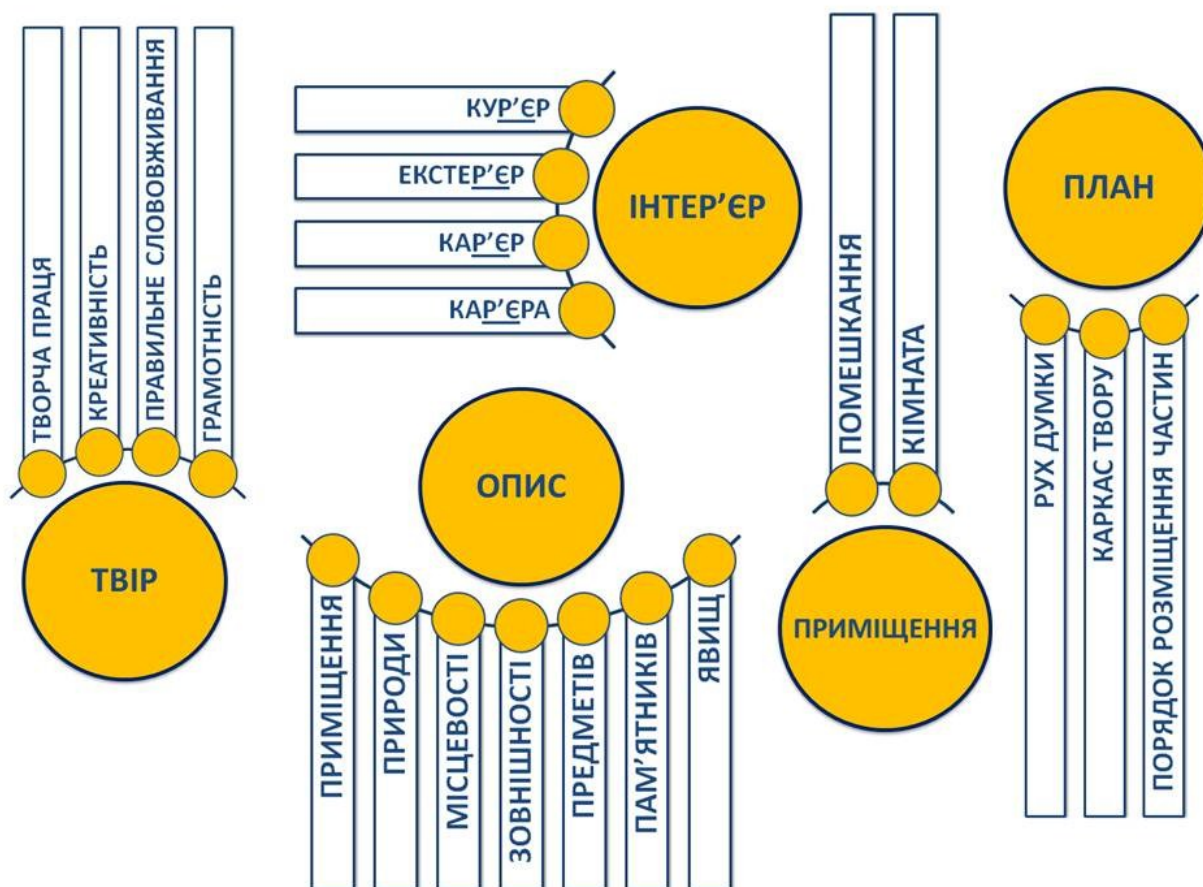 ТВОРЧА ПРАЦЯ
КРЕАТИВНІСТЬ
ПРАВИЛЬНЕ СЛОВОВЖИВАННЯ
ГРАМОТНІСТЬ
ТВІР
КУР’ЄР
ЕКСТЕР’ЄР
КАР’ЄР
КАР’ЄРА
ІНТЕР’ЄР
ОПИС
ПРИМІЩЕННЯ
ПРИРОДИ
МІСЦЕВОСТІ
ЗОВНІШНОСТІ
ПРЕДМЕТІВ
ПАМ’ЯТНИКІВ
ЯВИЩ
ПОМЕШКАННЯ
КІМНАТА
ПРИМІЩЕННЯ
ПЛАН
РУХ ДУМКИ
КАРКАС ТВОРУ
ПОРЯДОК РОЗМІЩЕННЯ ЧАСТИН